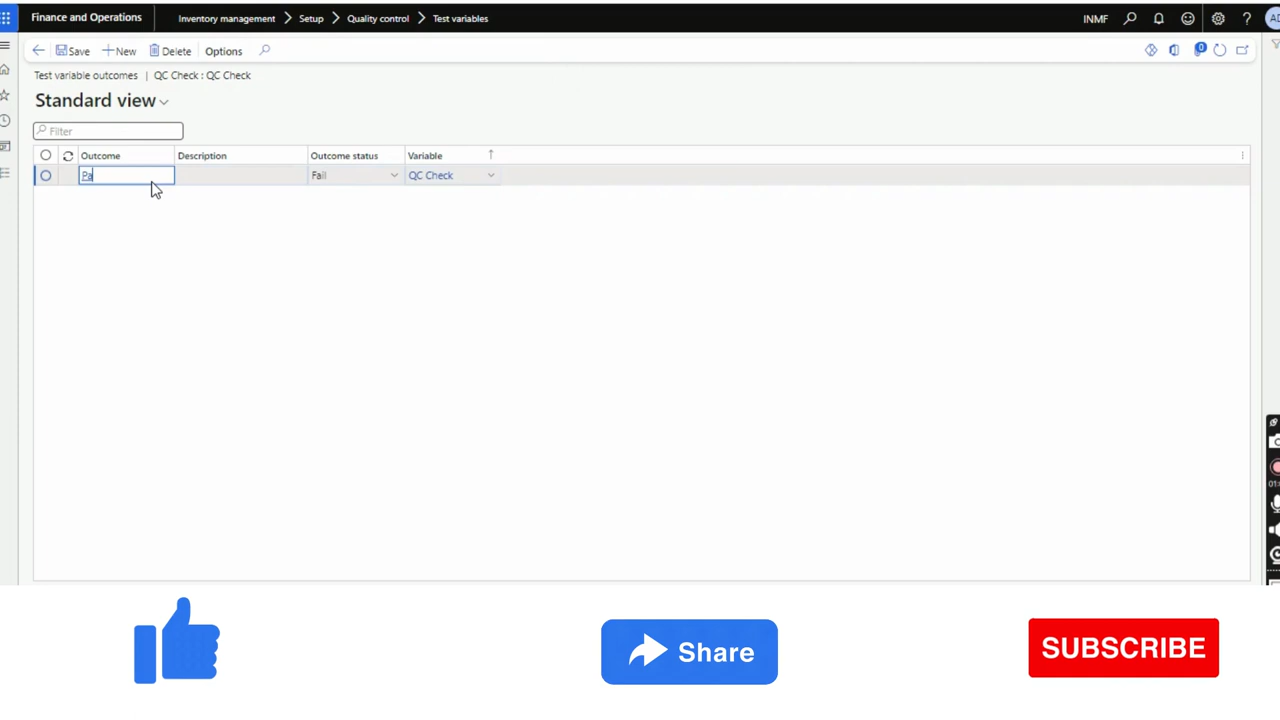 Finance and Operations
Inventory management Setup Quality control Test variables
INMF
?
Save New Delete Options
0
Test variable outcomes | QC Check : QC Check
Standard view
Filter
Outcome Description Outcome status Variable
Pa Fail QC Check
Share
SUBSCRIBE